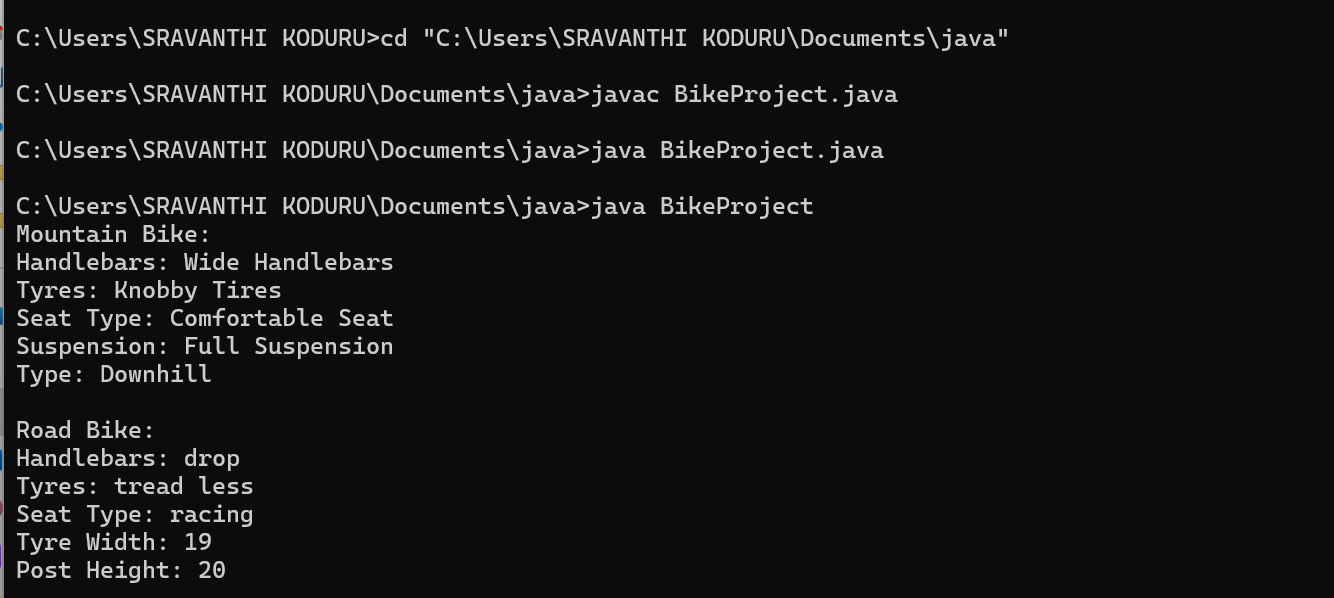 C:\Users\SRAVANTHI KODURU>cd "C:\Users\SRAVANTHI KODURU\Documents\java"
C:\Users\SRAVANTHI KODURU\Documents\java>javac BikeProject.java
C:\Users\SRAVANTHI KODURU\Documents\java>java BikeProject.java
C:\Users\SRAVANTHI KODURU\Documents\java>java BikeProject
Mountain Bike:
Handlebars: Wide Handlebars
Tyres: Knobby Tires
Seat Type: Comfortable Seat
Suspension: Full Suspension
Type: Downhill
Road Bike:
Handlebars: drop
Tyres: tread less
Seat Type: racing
Tyre Width: 19
Post Height: 20